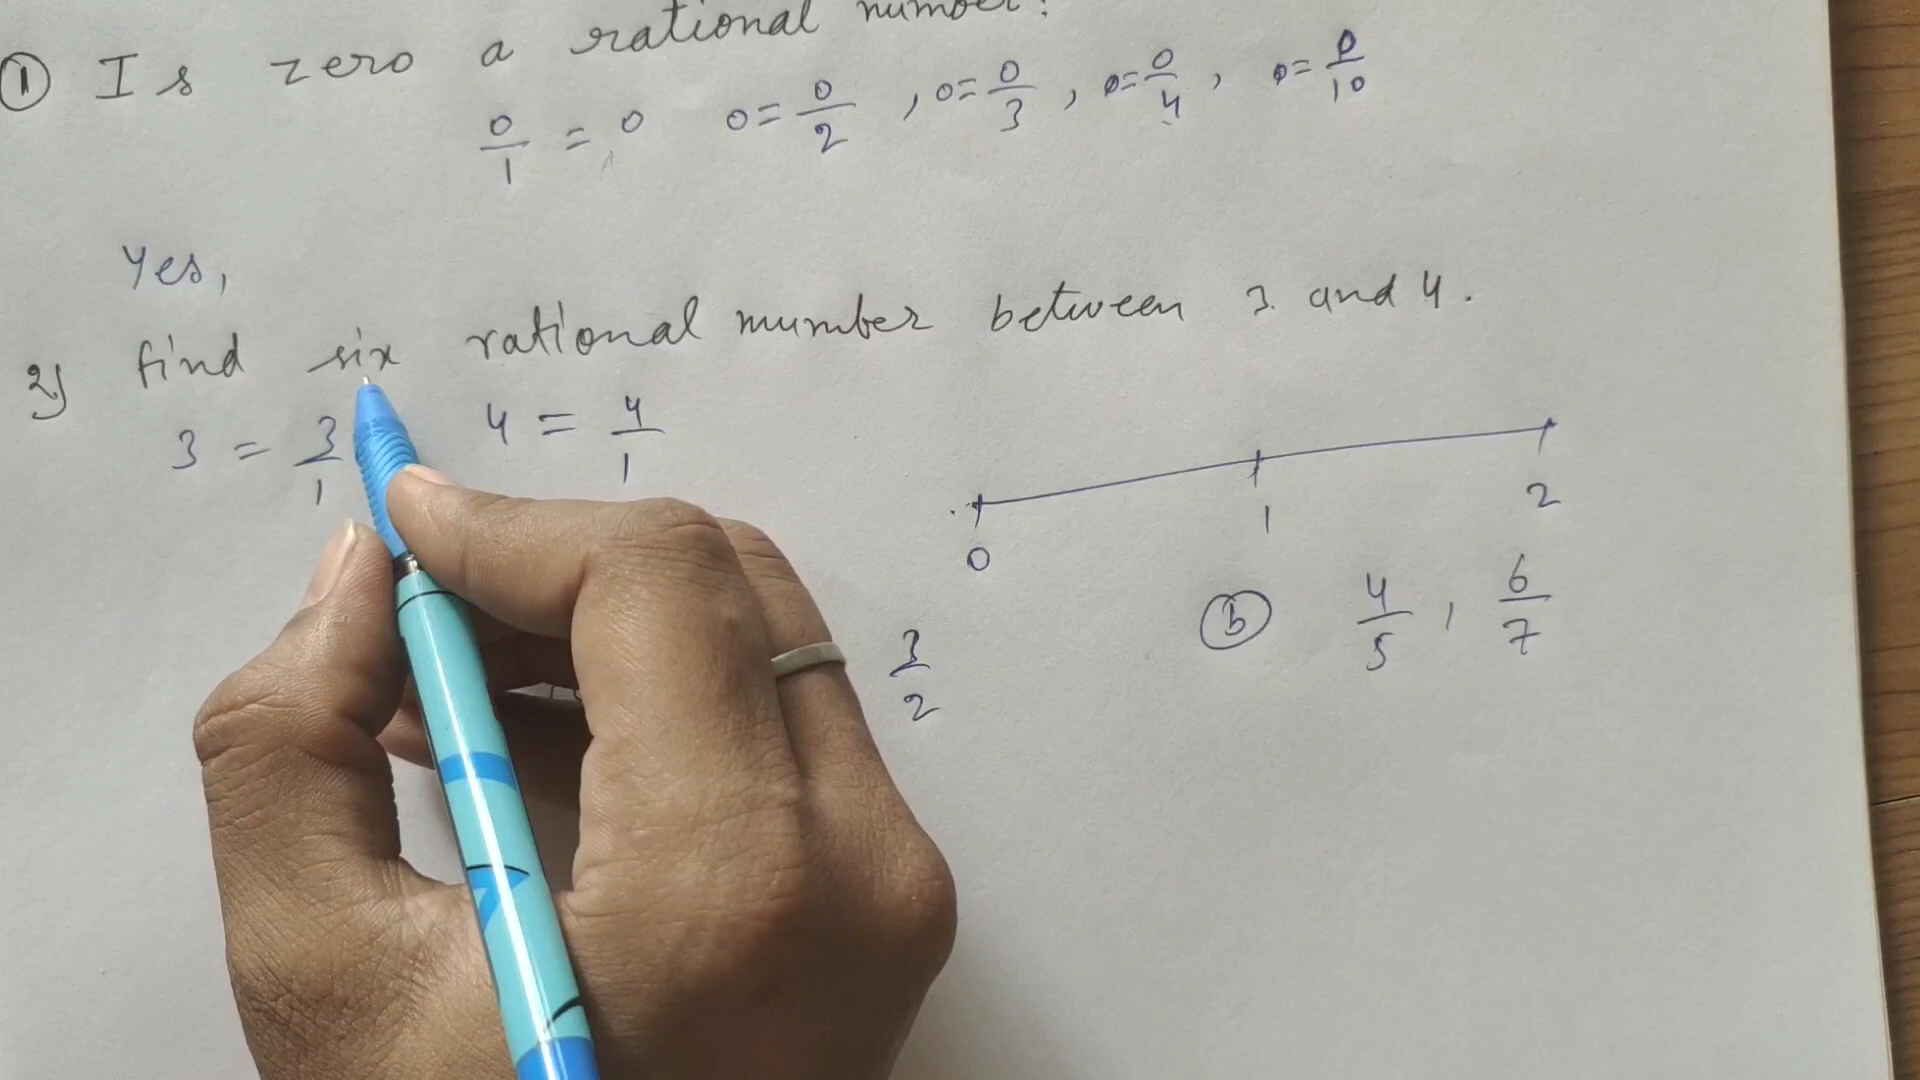 ① Is zero a rational number?
0/1 = 0 0 = 0/2 , 0 = 0/3 , 0 = 0/4 , 0 = 0/10
Yes,
2) find six rational number between 3 and 4.
3 = 3/1 4 = 4/1
0 1 2
3/2
ⓑ 4/5 , 6/7